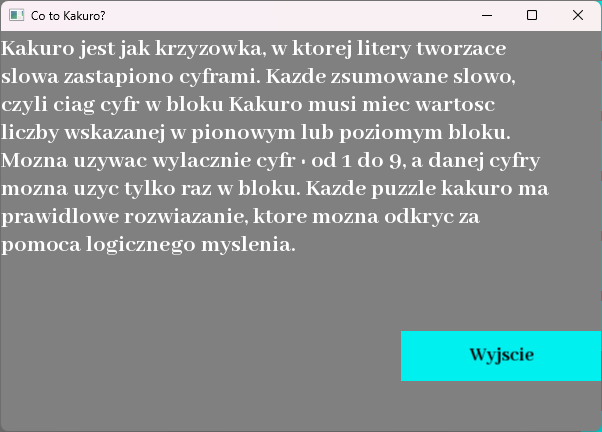 Co to Kakuro?
Kakuro jest jak krzyzowka, w ktorej litery tworzace
slowa zastapiono cyframi. Kazde zsumowane slowo,
czyli ciag cyfr w bloku Kakuro musi miec wartosc
liczby wskazanej w pionowym lub poziomym bloku.
Mozna uzywac wylacznie cyfr • od 1 do 9, a danej cyfry
mozna uzyc tylko raz w bloku. Kazde puzzle kakuro ma
prawidlowe rozwiazanie, ktore mozna odkryc za
pomoca logicznego myslenia.
Wyjscie